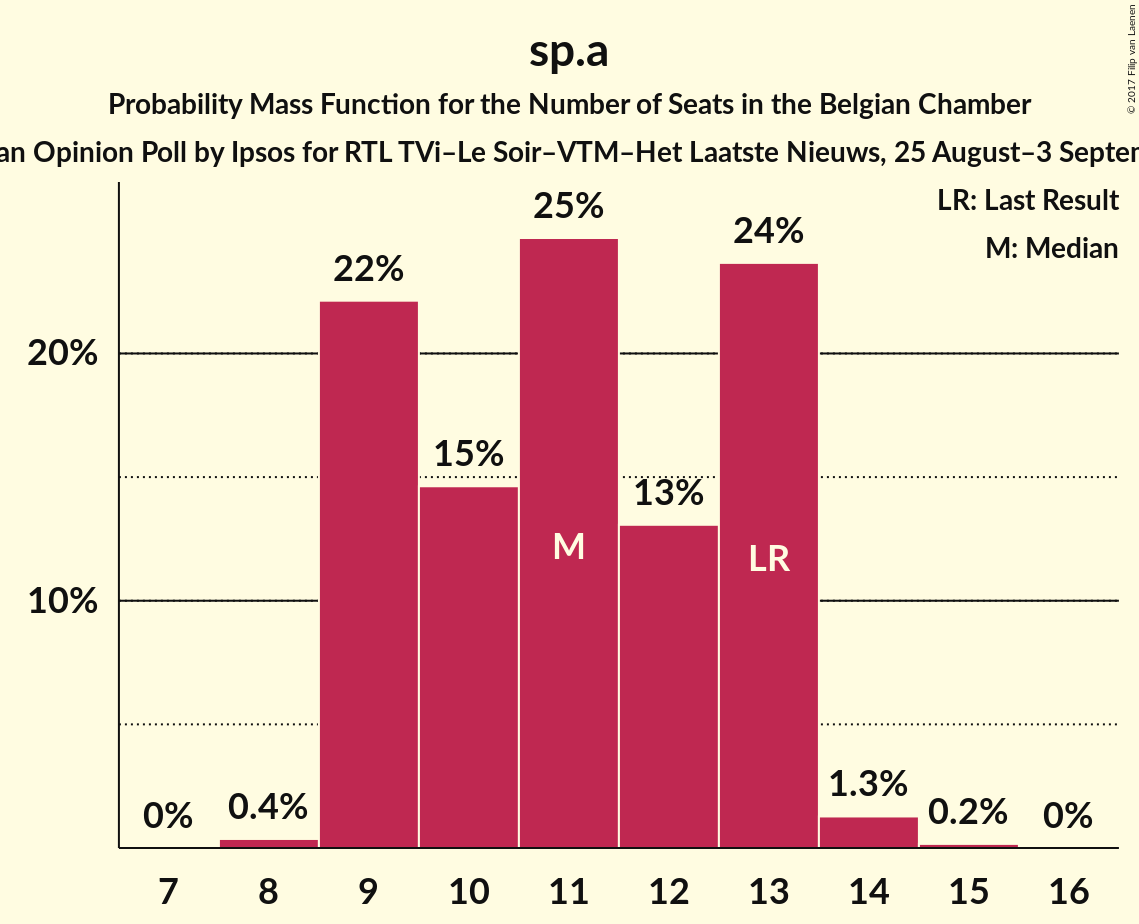 sp.a
Probability Mass Function for the Number of Seats in the Belgian Chamber
an Opinion Poll by Ipsos for RTL TVi–Le Soir–VTM–Het Laatste Nieuws, 25 August–3 Septem
© 2017 Filip van Laenen
LR: Last Result
M: Median
25%
24%
22%
20%
15%
13%
M
LR
10%
1.3%
0.4%
0.2%
0%
0%
7 8 9 10 11 12 13 14 15 16